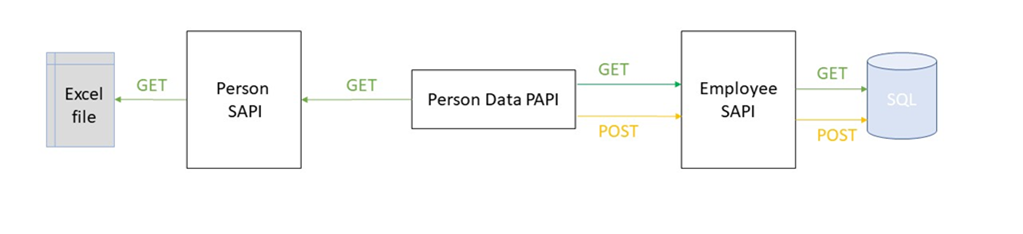 Excel
file
GET
Person
SAPI
GET
Person Data PAPI
GET
POST
Employee
SAPI
GET
POST
SQL